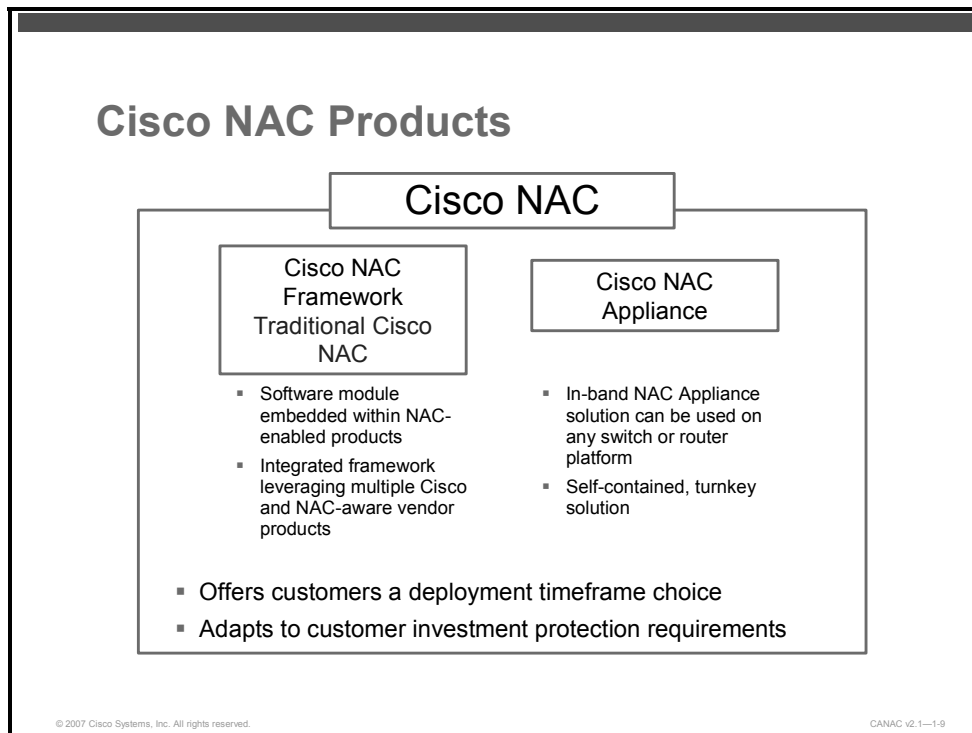 Cisco NAC Products
Cisco NAC
Cisco NAC
Framework
Traditional Cisco
NAC
▪ Software module
embedded within NAC-
enabled products
▪ Integrated framework
leveraging multiple Cisco
and NAC-aware vendor
products
Cisco NAC
Appliance
▪ In-band NAC Appliance
solution can be used on
any switch or router
platform
▪ Self-contained, turnkey
solution
▪ Offers customers a deployment timeframe choice
▪ Adapts to customer investment protection requirements
© 2007 Cisco Systems, Inc. All rights reserved.
CANAC v2.1—1-9